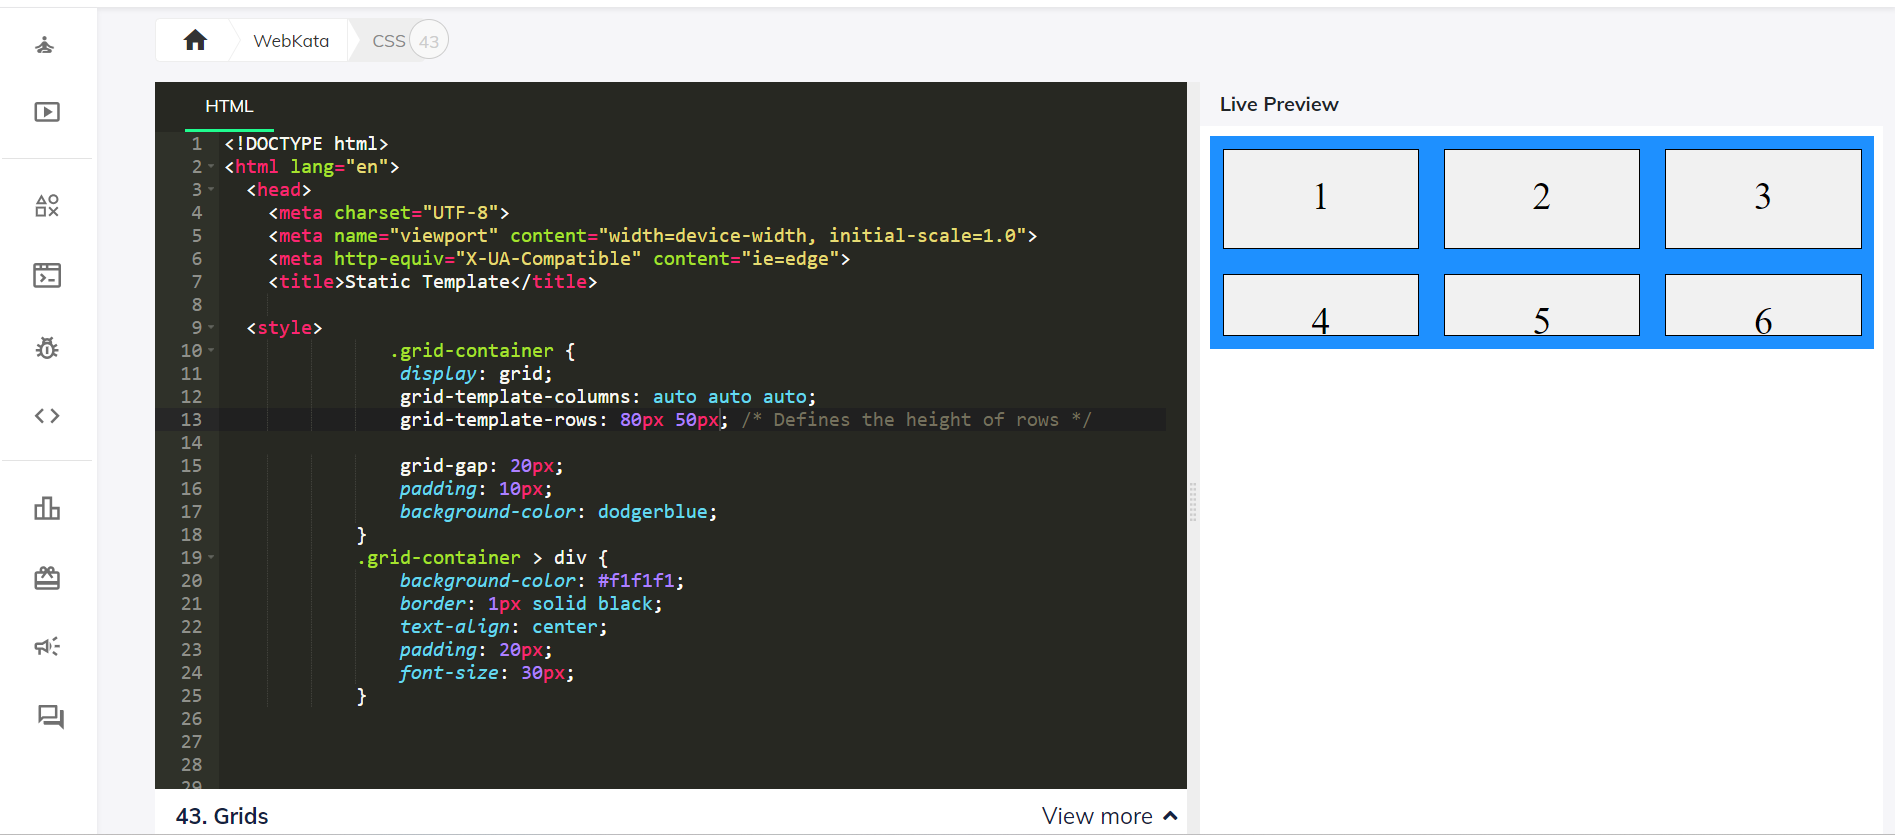 WebKata
CSS 43
HTML
1 <!DOCTYPE html>
2 <html lang="en">
3 <head>
4 <meta charset="UTF-8">
5 <meta name="viewport" content="width=device-width, initial-scale=1.0">
6 <meta http-equiv="X-UA-Compatible" content="ie=edge">
7 <title>Static Template</title>
8
9 <style>
10 .grid-container {
11 display: grid;
12 grid-template-columns: auto auto auto;
13 grid-template-rows: 80px 50px; /* Defines the height of rows */
14
15 grid-gap: 20px;
16 padding: 10px;
17 background-color: dodgerblue;
18 }
19 .grid-container > div {
20 background-color: #f1f1f1;
21 border: 1px solid black;
22 text-align: center;
23 padding: 20px;
24 font-size: 30px;
25 }
26
27
28
29
43. Grids
View more
Live Preview
1 2 3
4 5 6